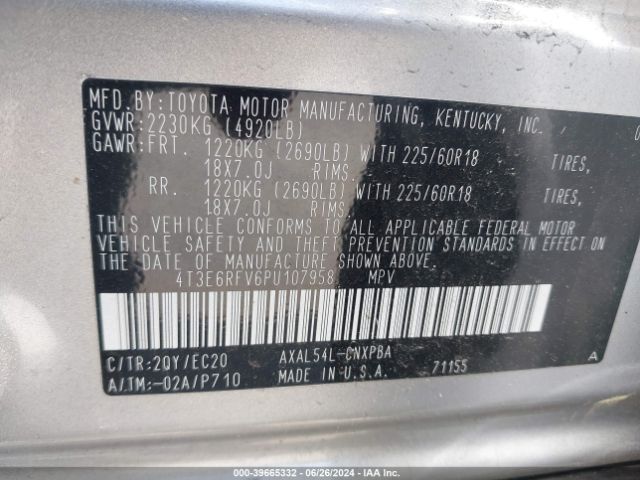 MFD.BY:TOYOTA MOTOR MANUFACTURING, KENTUCKY, INC.
GVWR:2230KG (4920LB)
GAWR:FRT. 1220KG (2690LB) WITH 225/60R18 TIRES,
18X7.0J RIMS.
RR. 1220KG (2690LB) WITH 225/60R18 TIRES,
18X7.0J RIMS.
THIS VEHICLE CONFORMS TO ALL APPLICABLE FEDERAL MOTOR
VEHICLE SAFETY AND THEFT PREVENTION STANDARDS IN EFFECT ON
THE DATE OF MANUFACTURE SHOWN ABOVE.
4T3E6RFV6PU107958 MPV
C/TR:2QY/EC20 AXAL54L-CNXPBA
A/TM:-02A/P710 MADE IN USA 71155 A
000-39665332 / 06/26/2024 / IAA Inc.